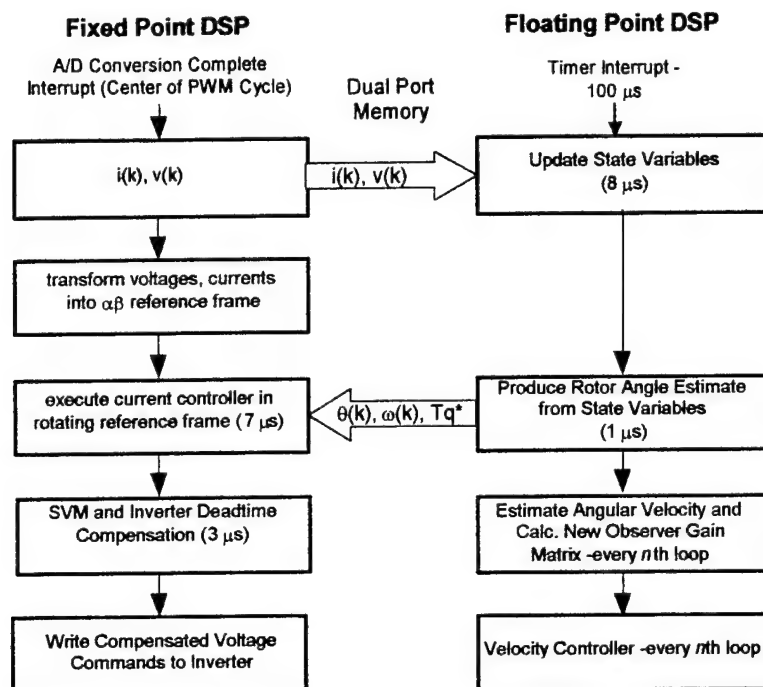 Fixed Point DSP
A/D Conversion Complete
Interrupt (Center of PWM Cycle)
i(k), v(k)
transform voltages, currents
into αβ reference frame
execute current controller in
rotating reference frame (7 μs)
SVM and Inverter Deadtime
Compensation (3 μs)
Write Compensated Voltage
Commands to Inverter
Dual Port
Memory
i(k), v(k)
θ(k), ω(k), Tq*
Floating Point DSP
Timer Interrupt -
100 μs
Update State Variables
(8 μs)
Produce Rotor Angle Estimate
from State Variables
(1 μs)
Estimate Angular Velocity and
Calc. New Observer Gain
Matrix -every nth loop
Velocity Controller -every nth loop